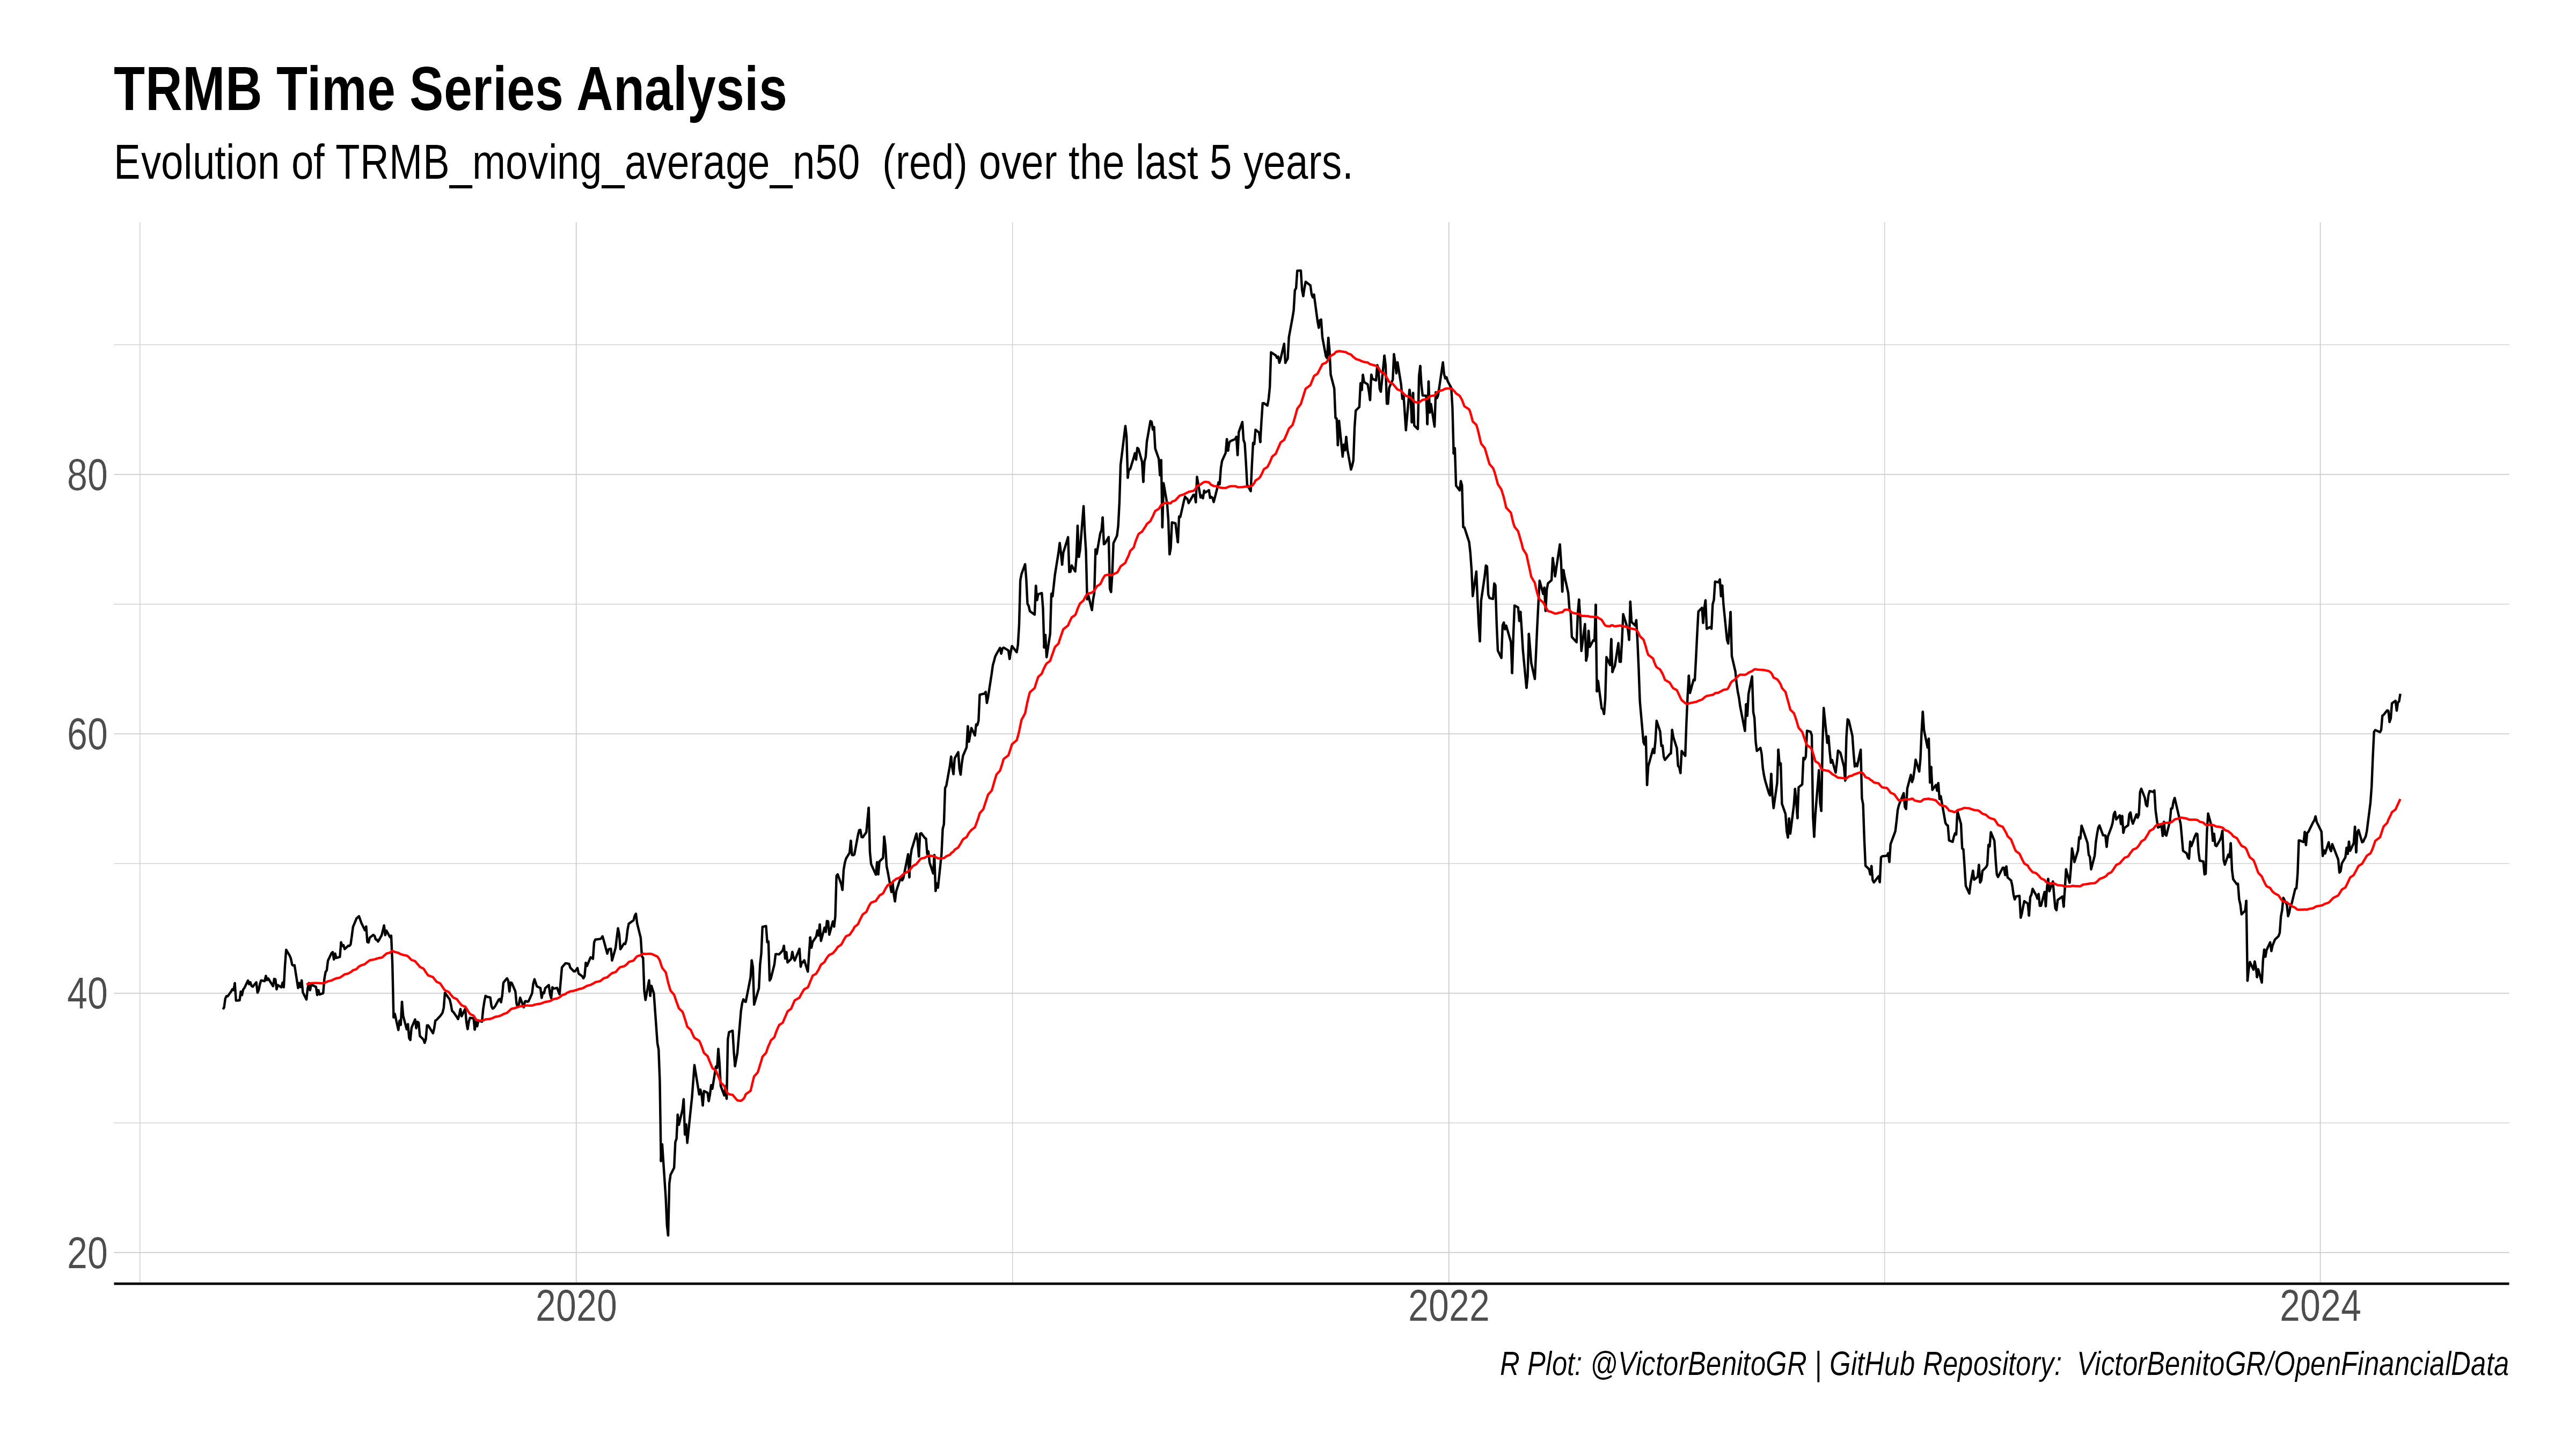 TRMB Time Series Analysis
Evolution of TRMB_moving_average_n50  (red) over the last 5 years.
80
60
40
20
2020
2022
2024
R Plot: @VictorBenitoGR | GitHub Repository:  VictorBenitoGR/OpenFinancialData